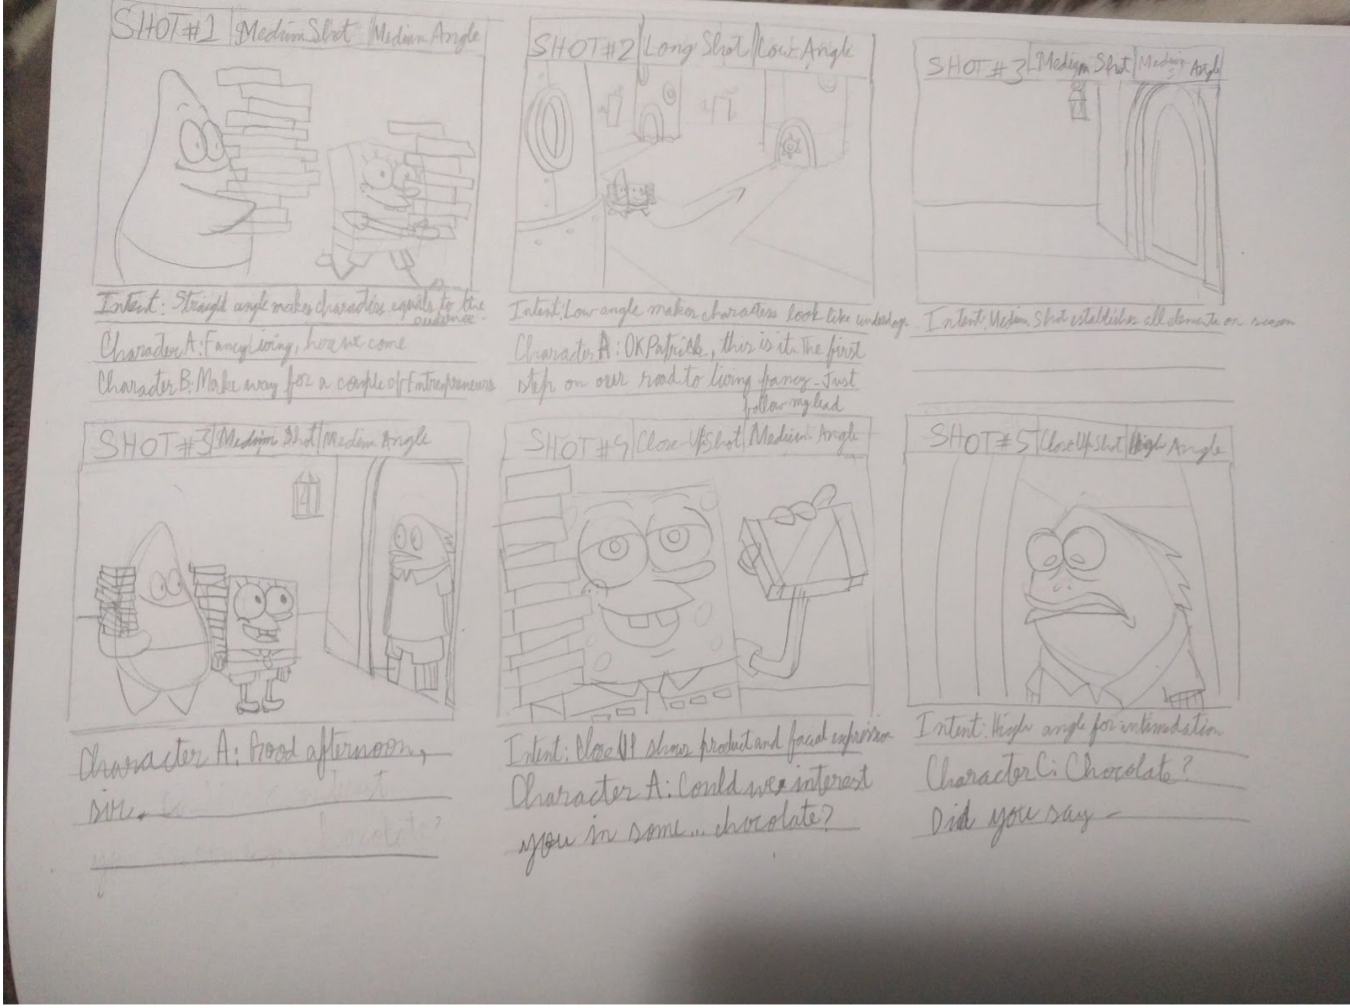 SHOT #1 Medium Shot Medium Angle
Intent: Straight angle makes characters equals to the
audience
Character A: Fancy Living, here we come
Character B: Make way for a couple of Entrepreneurs
SHOT #2 Long Shot Low Angle
Intent: Low angle makes characters look like underdogs
Character A: OK Patrick, this is it. The first
step on our road to living fancy. Just
follow my lead
SHOT #3 Medium Shot Medium Angle
Intent: Medium Shot establishes all elements on
SHOT #3 Medium Shot Medium Angle
Character A: Good afternoon,
sir.
SHOT #4 Close Up Shot Medium Angle
Intent: Close Up shows product and facial expression
Character A: Could we interest
you in some... chocolate?
SHOT #5 Close Up Shot High Angle
Intent: High angle for intimidation
Character C: Chocolate?
Did you say -